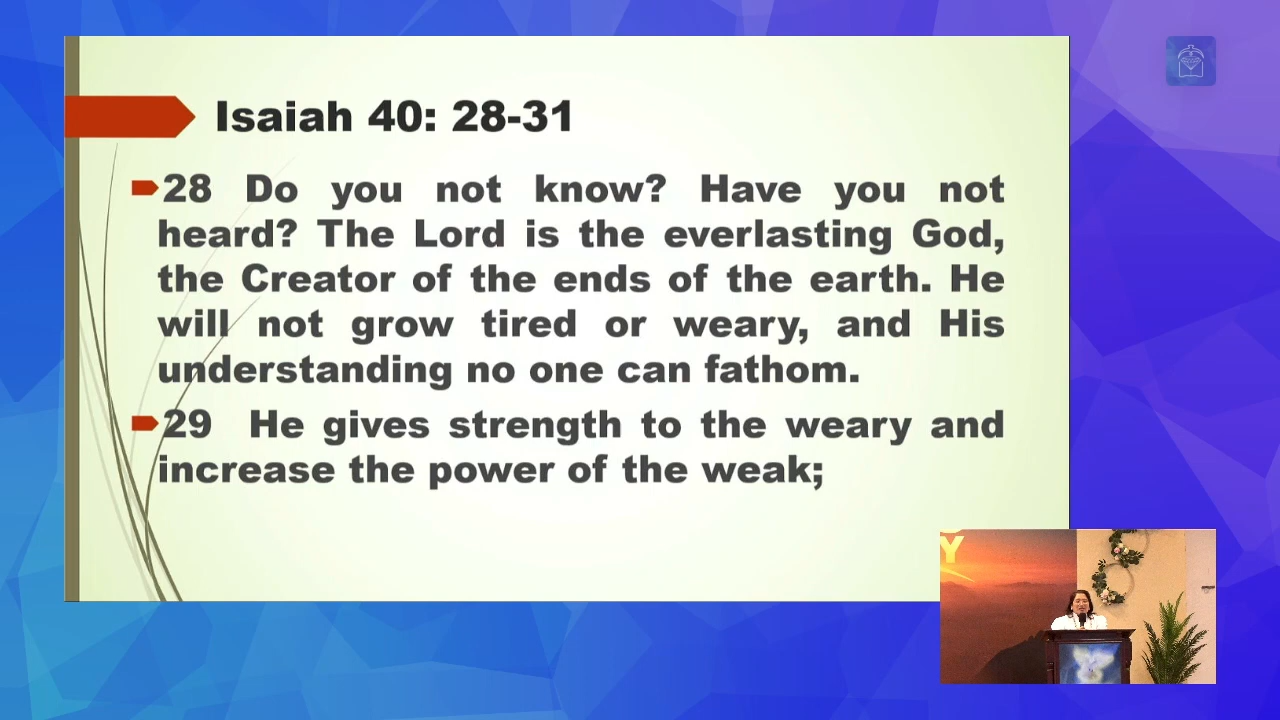 Isaiah 40: 28-31
28 Do you not know? Have you not
heard? The Lord is the everlasting God,
the Creator of the ends of the earth. He
will not grow tired or weary, and His
understanding no one can fathom.
29 He gives strength to the weary and
increase the power of the weak;
Y